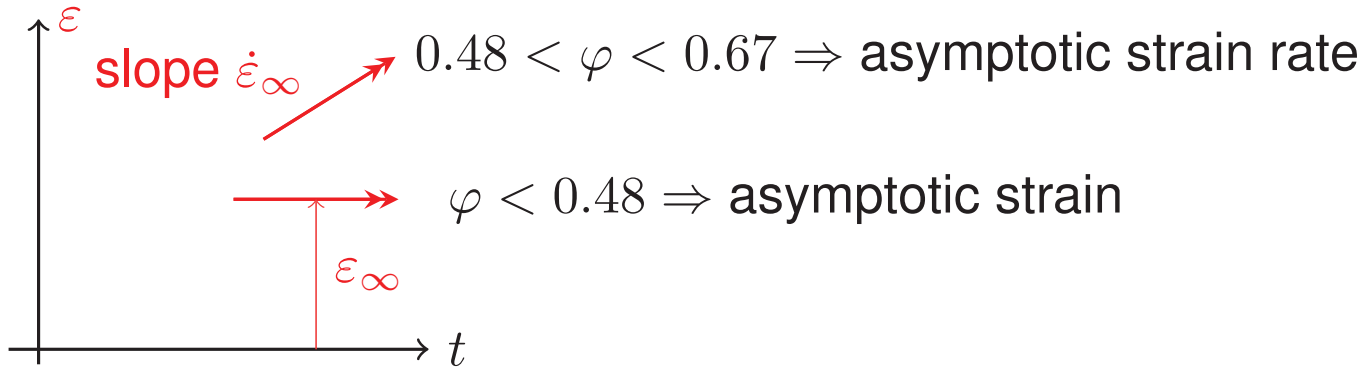 ε
slope ε̇∞
0.48 < φ < 0.67 ⇒ asymptotic strain rate
φ < 0.48 ⇒ asymptotic strain
ε∞
t